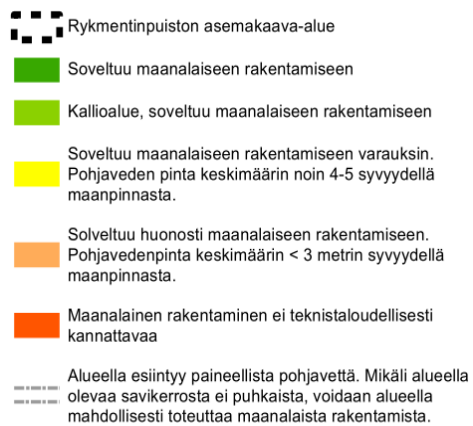 Rykmentinpuiston asemakaava-alue
Soveltuu maanalaiseen rakentamiseen
Kallioalue, soveltuu maanalaiseen rakentamiseen
Soveltuu maanalaiseen rakentamiseen varauksin.
Pohjaveden pinta keskimäärin noin 4-5 syvyydellä
maanpinnasta.
Solveltuu huonosti maanalaiseen rakentamiseen.
Pohjavedenpinta keskimäärin < 3 metrin syvyydellä
maanpinnasta.
Maanalainen rakentaminen ei teknistaloudellisesti
kannattavaa
Alueella esiintyy paineellista pohjavettä. Mikäli alueella
olevaa savikerrosta ei puhkaista, voidaan alueella
mahdollisesti toteuttaa maanalaista rakentamista.